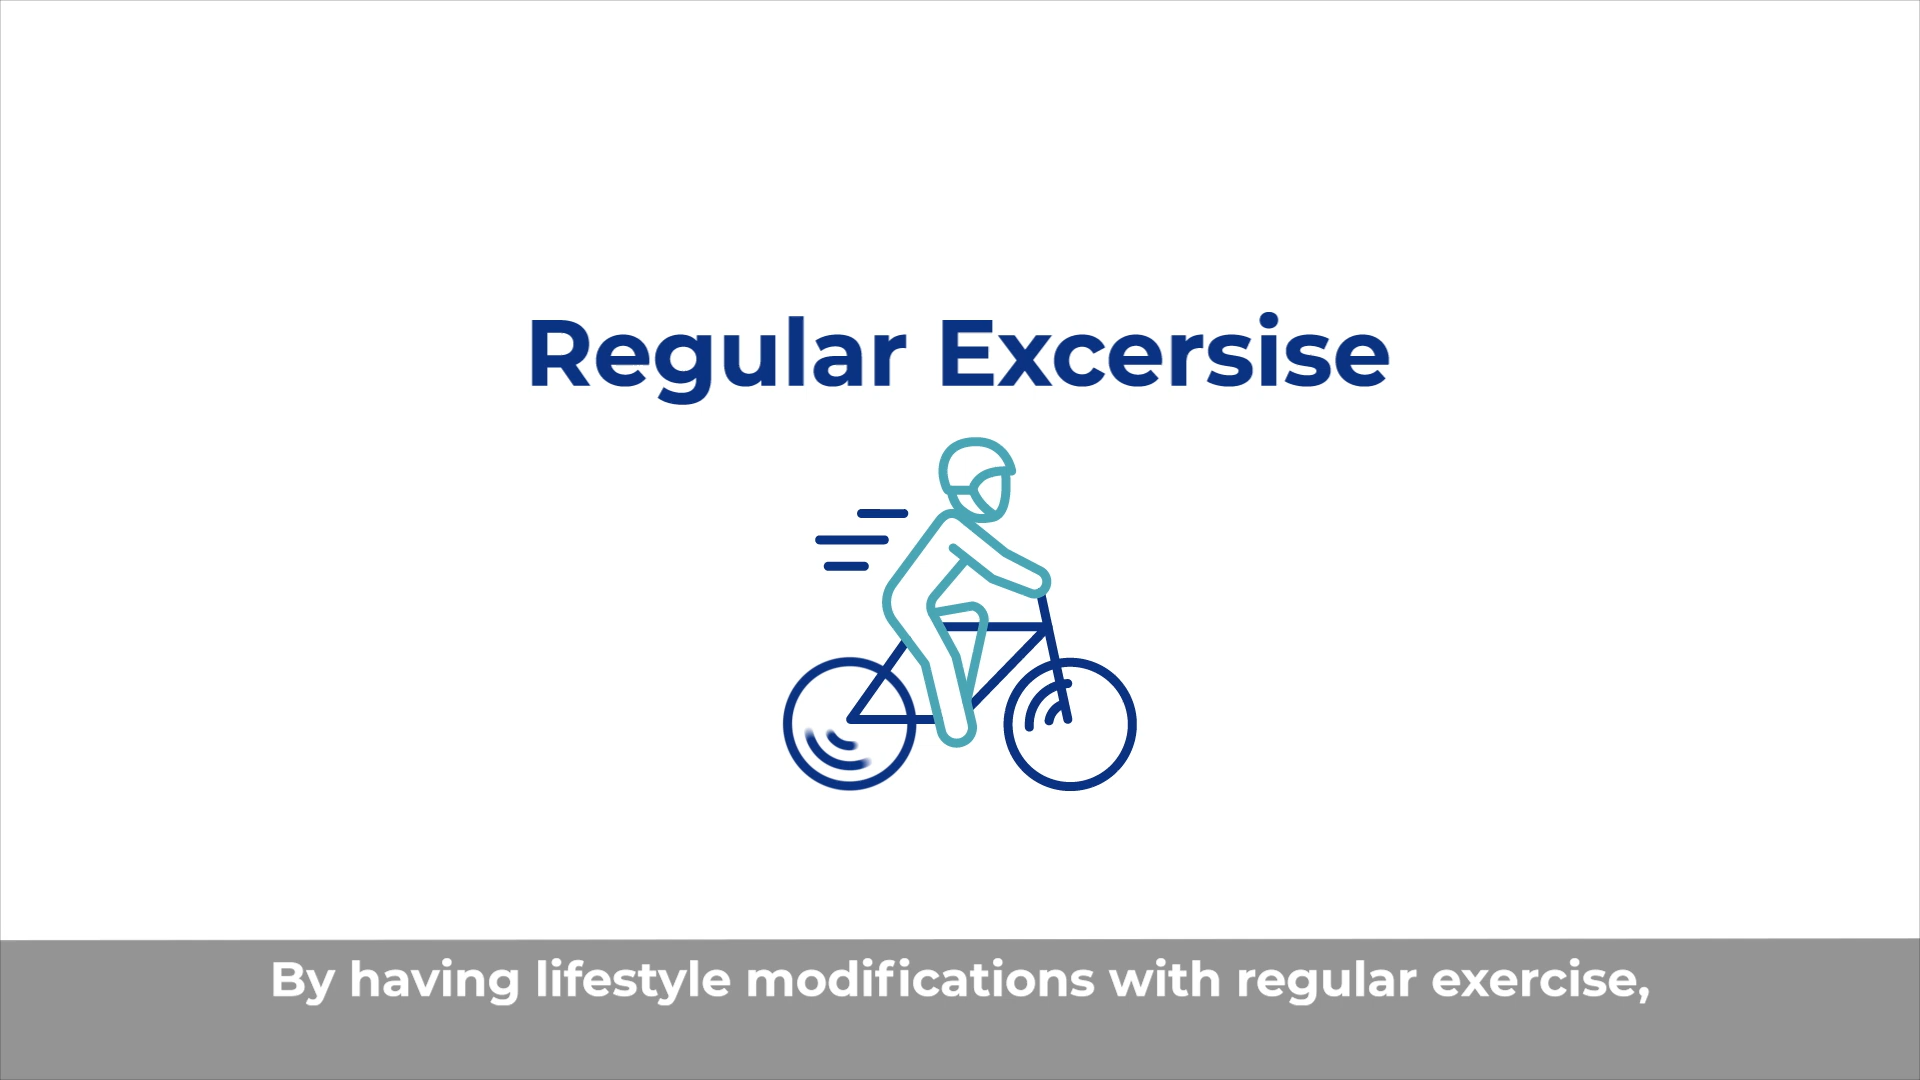 Regular Excersise
By having lifestyle modifications with regular exercise,